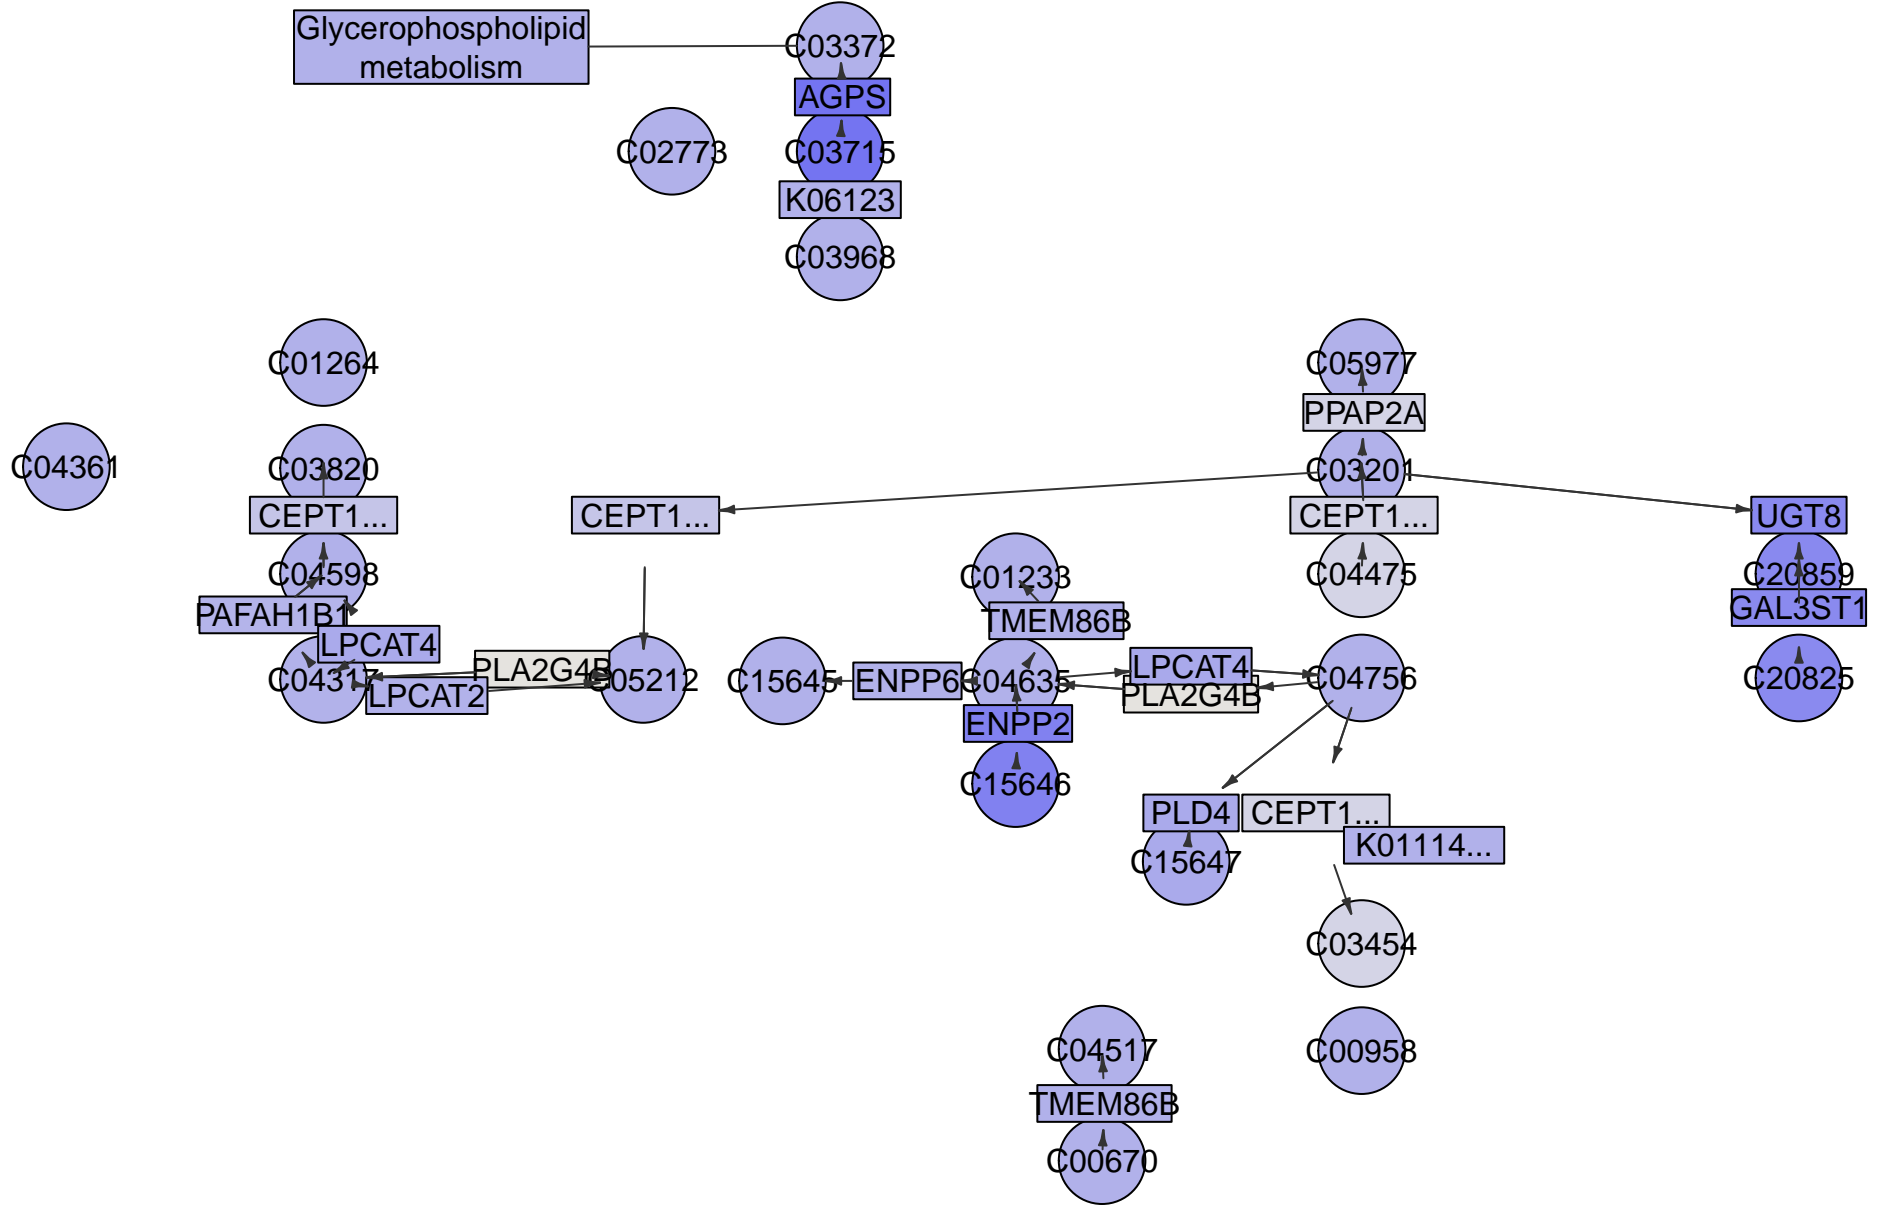 Glycerophospholipid
metabolism
C03372
AGPS
C02773
C03715
K06123
C03968
C01264
C05977
PPAP2A
C04361
C03820
C03201
CEPT1...
CEPT1...
CEPT1...
UGT8
C04598
C01233
C04475
C20859
PAFAH1B1
TMEM86B
GAL3ST1
LPCAT4
PLA2G4B
LPCAT4
C04317
LPCAT2
C05212
C15645
ENPP6
C04635
PLA2G4B
C04756
C20825
ENPP2
C15646
PLD4
CEPT1...
K01114...
C15647
C03454
C04517
C00958
TMEM86B
C00670